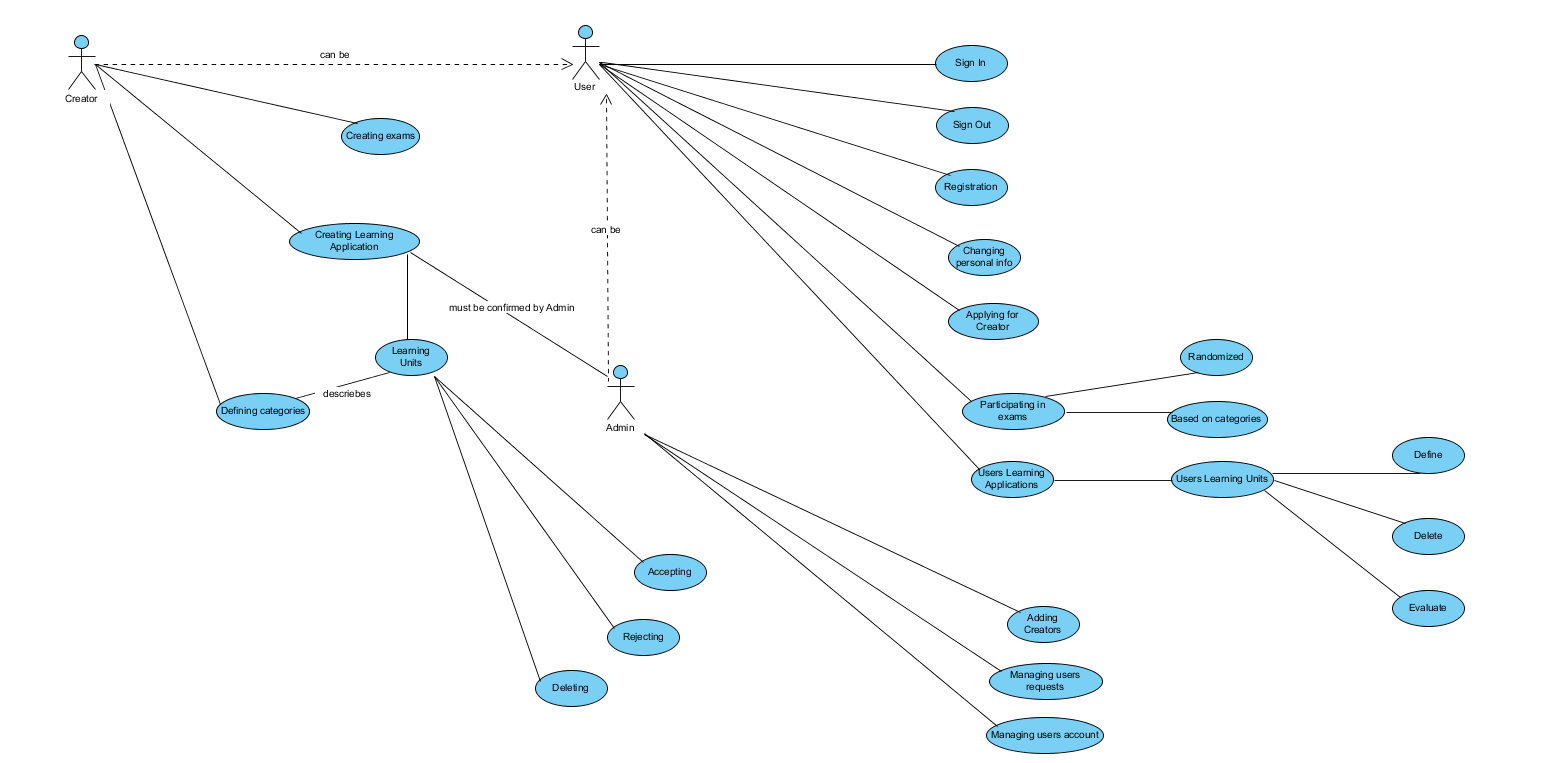 can be
Creator
User
Sign In
Creating exams
Sign Out
Registration
can be
Creating Learning
Application
Changing
personal info
must be confirmed by Admin
Applying for
Creator
Learning
Units
Randomized
descriebes
Defining categories
Admin
Participating in
exams
Based on categories
Users Learning
Applications
Users Learning Units
Define
Delete
Evaluate
Accepting
Rejecting
Deleting
Adding
Creators
Managing users
requests
Managing users account